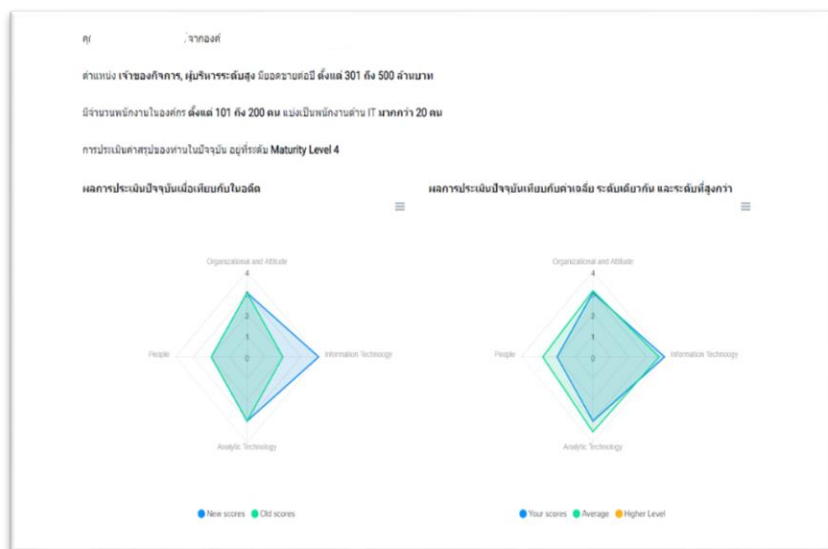 คุ จากองค์
ตำแหน่ง เจ้าของกิจการ, ผู้บริหารระดับสูง มียอดขายต่อปี ตั้งแต่ 301 ถึง 500 ล้านบาท
มีจำนวนพนักงานในองค์กร ตั้งแต่ 101 ถึง 200 คน แบ่งเป็นพนักงานด้าน IT มากกว่า 20 คน
การประเมินค่าสรุปของท่านในปัจจุบัน อยู่ที่ระดับ Maturity Level 4
ผลการประเมินปัจจุบันเมื่อเทียบกับในอดีต
ผลการประเมินปัจจุบันเทียบกับค่าเฉลี่ย ระดับเดียวกัน และระดับที่สูงกว่า
Organizational and Attitude
4
2
1
0
People
Information Technology
Analytic Technology
New scores Old scores
Organizational and Attitude
4
2
1
0
People
Information Technology
Analytic Technology
Your scores Average Higher Level